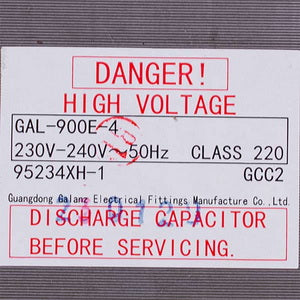 DANGER!
HIGH VOLTAGE
GAL-900E-4
230V-240V~50Hz CLASS 220
95234XH-1 GCC2
Guangdong Galanz Electrical Fittings Manufacture Co .,Ltd.
DISCHARGE CAPACITOR
BEFORE SERVICING.